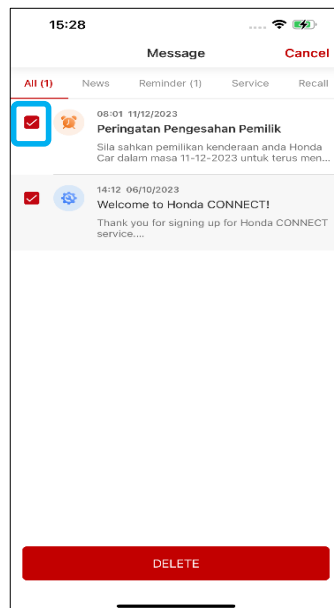 15:28
Message
Cancel
All (1) News Reminder (1) Service Recall
08:01 11/12/2023
Peringatan Pengesahan Pemilik
Sila sahkan pemilikan kenderaan anda Honda
Car dalam masa 11-12-2023 untuk terus men...
14:12 06/10/2023
Welcome to Honda CONNECT!
Thank you for signing up for Honda CONNECT
service....
DELETE